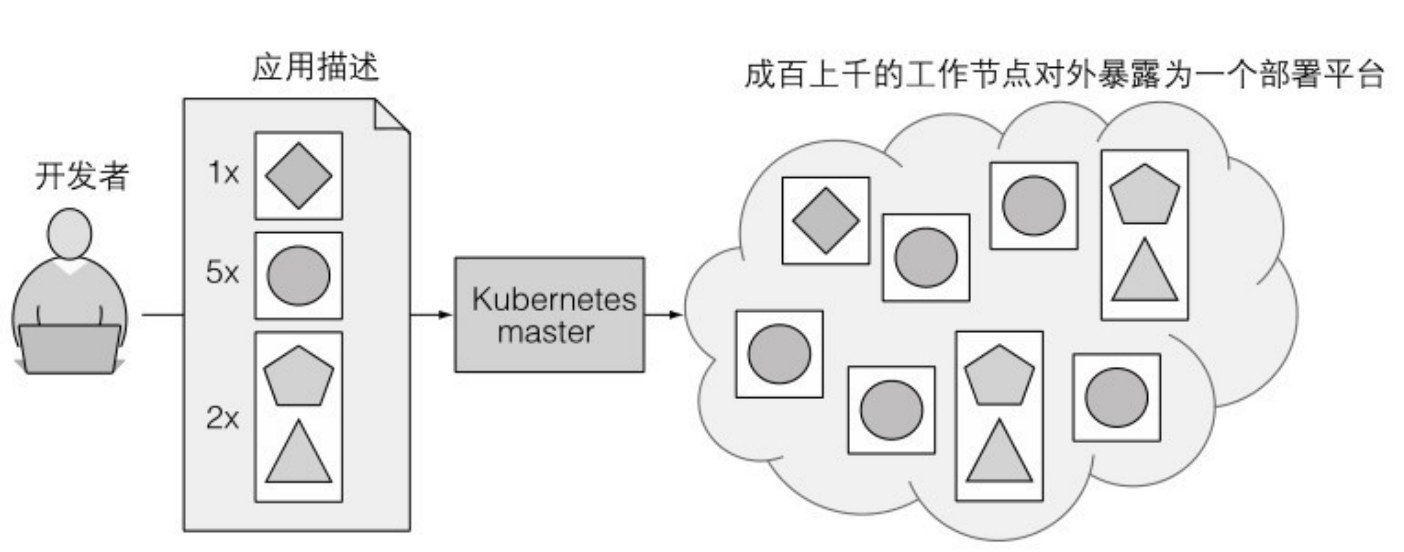 应用描述
成百上千的工作节点对外暴露为一个部署平台
开发者
1x
5x
2x
Kubernetes
master